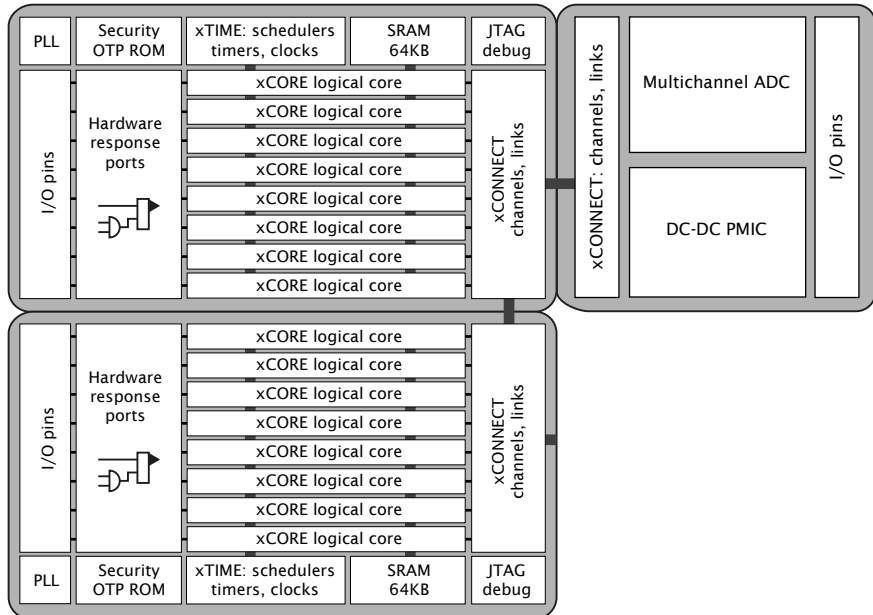 PLL
Security
OTP ROM
xTIME: schedulers
timers, clocks
SRAM
64KB
JTAG
debug
I/O pins
Hardware
response
ports
xCORE logical core
xCORE logical core
xCORE logical core
xCORE logical core
xCORE logical core
xCORE logical core
xCORE logical core
xCORE logical core
xCONNECT
channels, links
xCONNECT: channels, links
Multichannel ADC
DC-DC PMIC
I/O pins
I/O pins
Hardware
response
ports
xCORE logical core
xCORE logical core
xCORE logical core
xCORE logical core
xCORE logical core
xCORE logical core
xCORE logical core
xCORE logical core
xCONNECT
channels, links
PLL
Security
OTP ROM
xTIME: schedulers
timers, clocks
SRAM
64KB
JTAG
debug